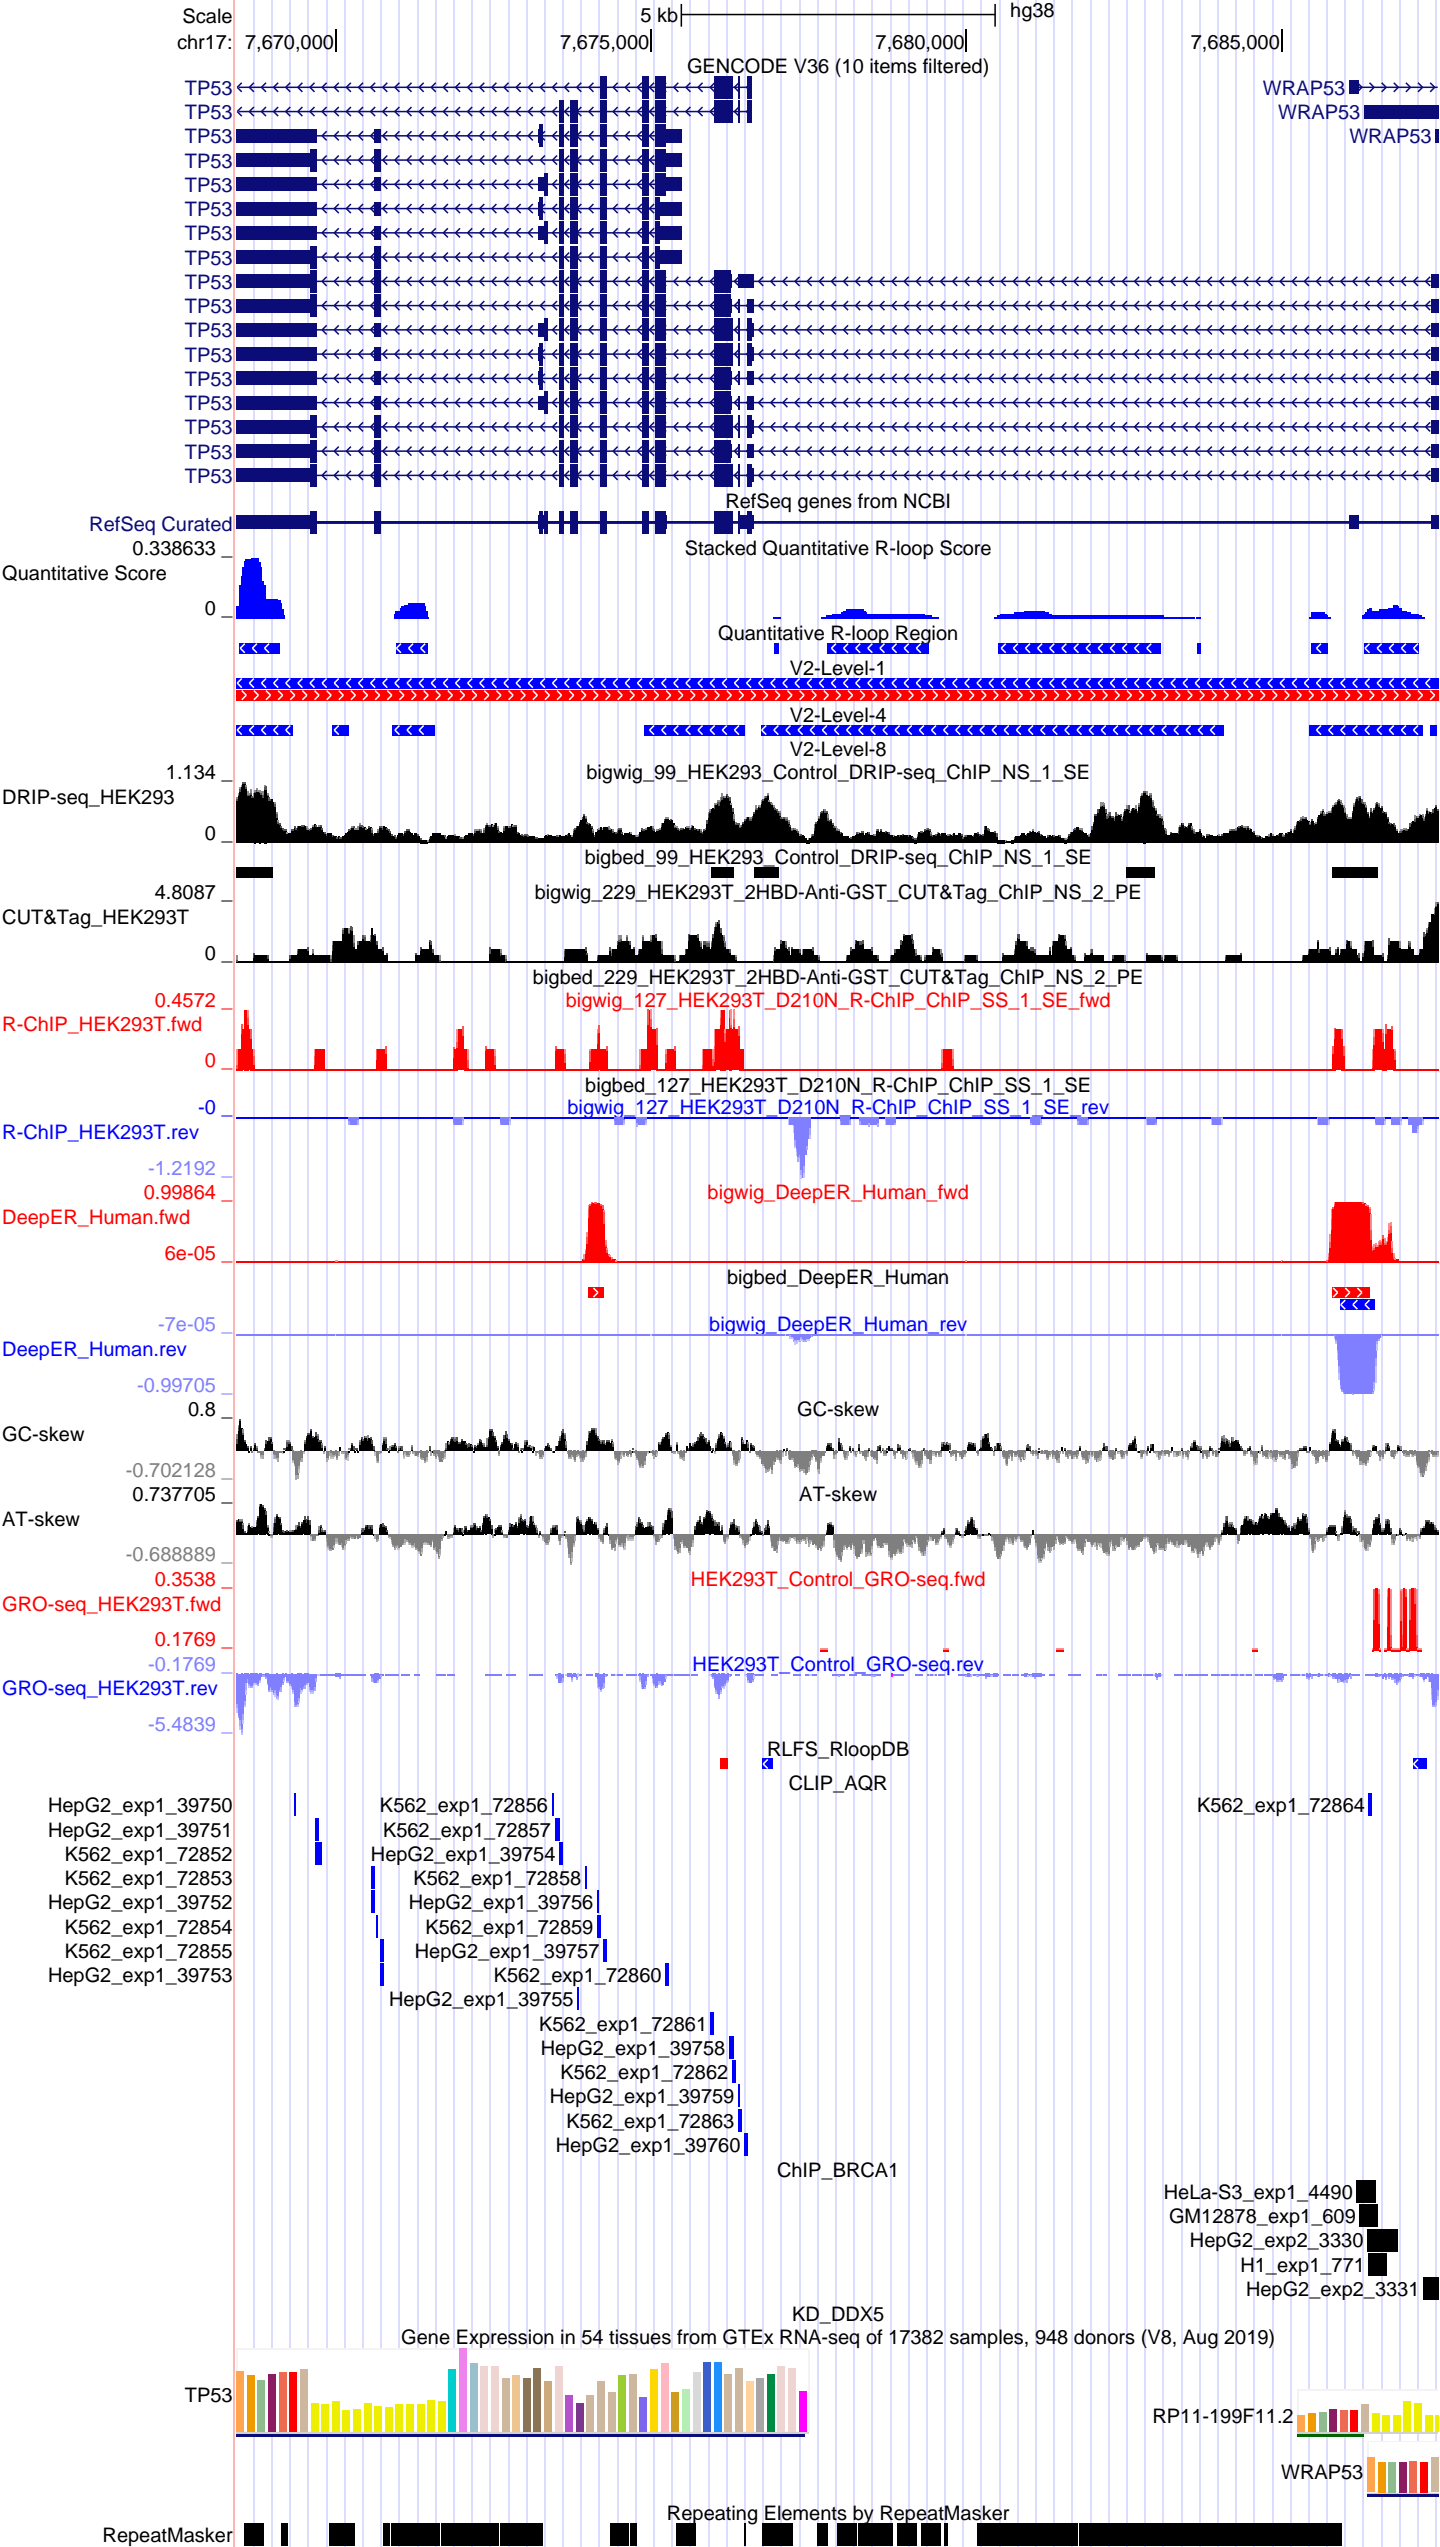 Scale 5 kb hg38
chr17: 7,670,000 7,675,000 7,680,000 7,685,000
GENCODE V36 (10 items filtered)
TP53 WRAP53
TP53 WRAP53
TP53 WRAP53
TP53
TP53
TP53
TP53
TP53
TP53
TP53
TP53
TP53
TP53
TP53
TP53
TP53
TP53
RefSeq genes from NCBI
RefSeq Curated
0.338633 Stacked Quantitative R-loop Score
Quantitative Score
0
Quantitative R-loop Region
V2-Level-1
V2-Level-4
V2-Level-8
1.134 bigwig_99_HEK293_Control_DRIP-seq_ChIP_NS_1_SE
DRIP-seq_HEK293
0
bigbed_99_HEK293_Control_DRIP-seq_ChIP_NS_1_SE
4.8087 bigwig_229_HEK293T_2HBD-Anti-GST_CUT&Tag_ChIP_NS_2_PE
CUT&Tag_HEK293T
0
bigbed_229_HEK293T_2HBD-Anti-GST_CUT&Tag_ChIP_NS_2_PE
0.4572 bigwig_127_HEK293T_D210N_R-ChIP_ChIP_SS_1_SE_fwd
R-ChIP_HEK293T.fwd
0
bigbed_127_HEK293T_D210N_R-ChIP_ChIP_SS_1_SE
-0 bigwig_127_HEK293T_D210N_R-ChIP_ChIP_SS_1_SE_rev
R-ChIP_HEK293T.rev
-1.2192
0.99864 bigwig_DeepER_Human_fwd
DeepER_Human.fwd
6e-05
bigbed_DeepER_Human
-7e-05 bigwig_DeepER_Human_rev
DeepER_Human.rev
-0.99705
0.8 GC-skew
GC-skew
-0.702128
0.737705 AT-skew
AT-skew
-0.688889
0.3538 HEK293T_Control_GRO-seq.fwd
GRO-seq_HEK293T.fwd
0.1769
-0.1769 HEK293T_Control_GRO-seq.rev
GRO-seq_HEK293T.rev
-5.4839
RLFS_RloopDB
CLIP_AQR
HepG2_exp1_39750 K562_exp1_72856 K562_exp1_72864
HepG2_exp1_39751 K562_exp1_72857
K562_exp1_72852 HepG2_exp1_39754
K562_exp1_72853 K562_exp1_72858
HepG2_exp1_39752 HepG2_exp1_39756
K562_exp1_72854 K562_exp1_72859
K562_exp1_72855 HepG2_exp1_39757
HepG2_exp1_39753 K562_exp1_72860
HepG2_exp1_39755
K562_exp1_72861
HepG2_exp1_39758
K562_exp1_72862
HepG2_exp1_39759
K562_exp1_72863
HepG2_exp1_39760
ChIP_BRCA1
HeLa-S3_exp1_4490
GM12878_exp1_609
HepG2_exp2_3330
H1_exp1_771
HepG2_exp2_3331
KD_DDX5
Gene Expression in 54 tissues from GTEx RNA-seq of 17382 samples, 948 donors (V8, Aug 2019)
TP53
RP11-199F11.2
WRAP53
Repeating Elements by RepeatMasker
RepeatMasker